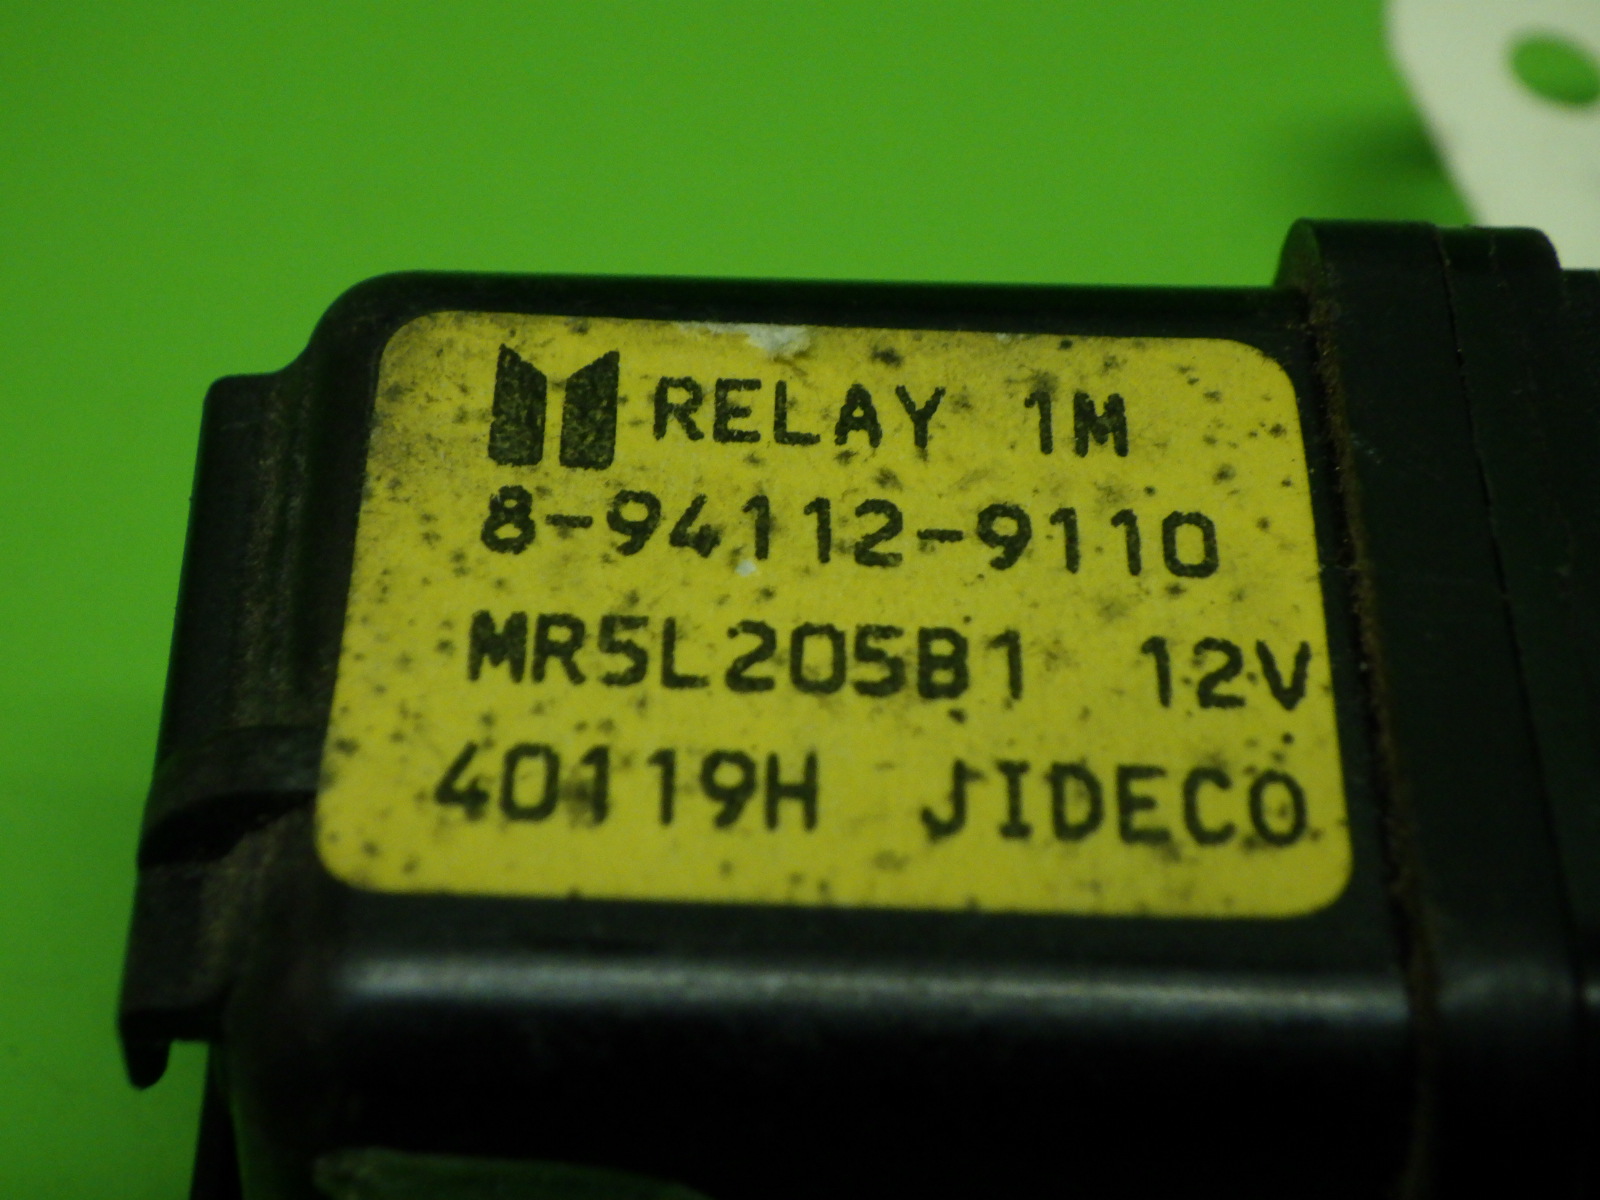 RELAY 1M
8-94112-9110
MR5L205B1 12V
40119H JIDECO